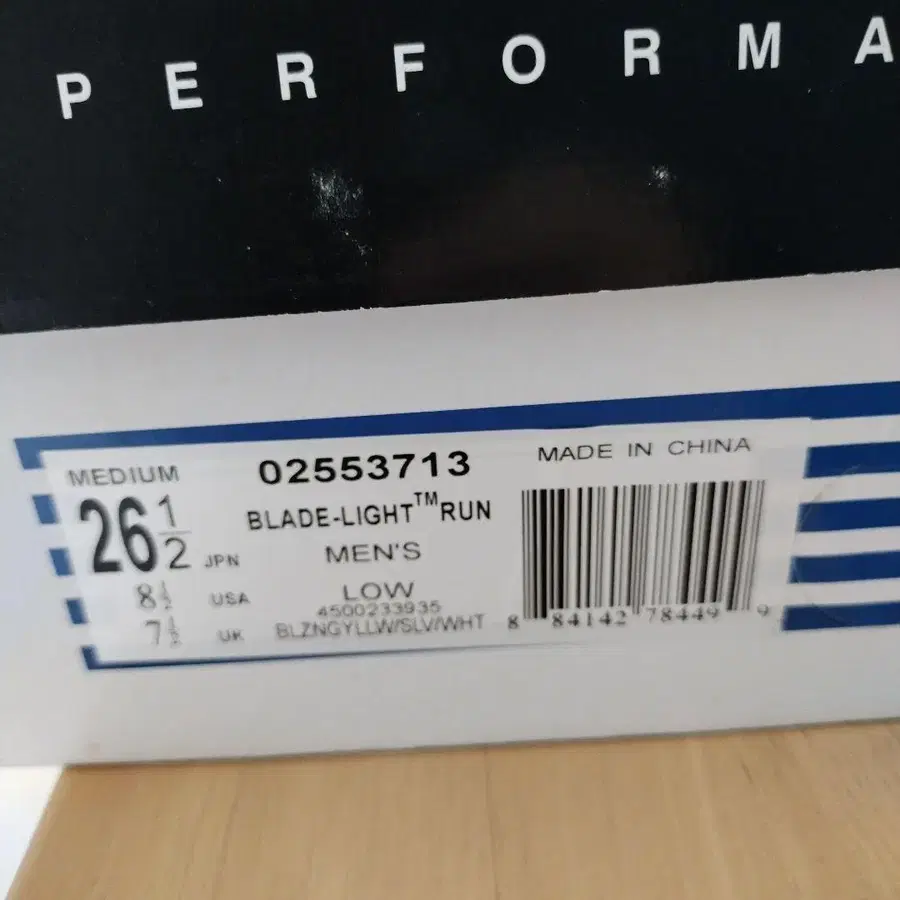 PERFORMA
MEDIUM
26 1/2 JPN
8 1/2 USA
7 1/2 UK
02553713
BLADE-LIGHT™ RUN
MEN'S
LOW
4500233935
BLZNGYLLW/SLV/WHT
MADE IN CHINA
8 84142 78449 9